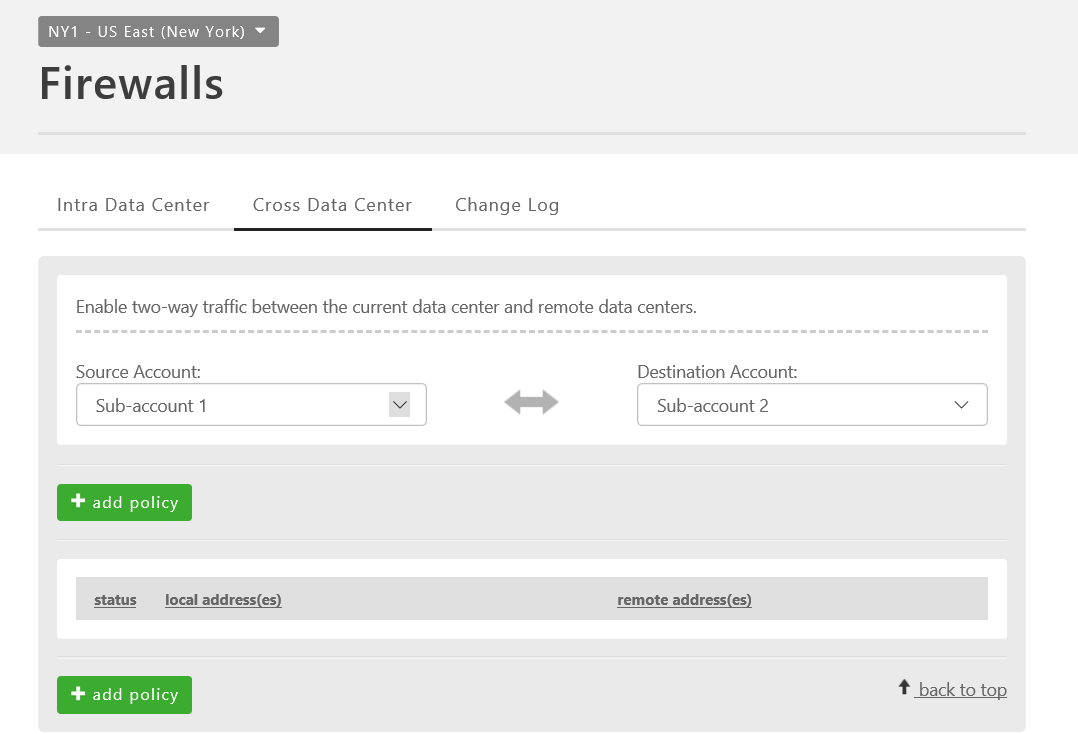 NY1 - US East (New York)
Firewalls
Intra Data Center Cross Data Center Change Log
Enable two-way traffic between the current data center and remote data centers.
Source Account: Destination Account:
Sub-account 1 Sub-account 2
add policy
status local address(es) remote address(es)
add policy back to top